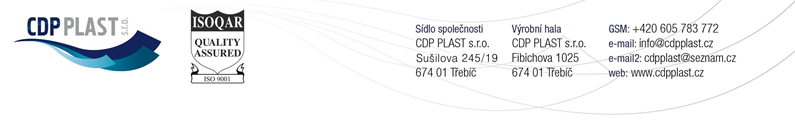 CDP PLAST s.r.o.
ISOQAR
QUALITY
ASSURED
ISO 9001
Sídlo společnosti
CDP PLAST s.r.o.
Sušilova 245/19
674 01 Třebíč
Výrobní hala
CDP PLAST s.r.o.
Fibichova 1025
674 01 Třebíč
GSM: +420 605 783 772
e-mail: info@cdpplast.cz
e-mail2: cdpplast@seznam.cz
web: www.cdpplast.cz